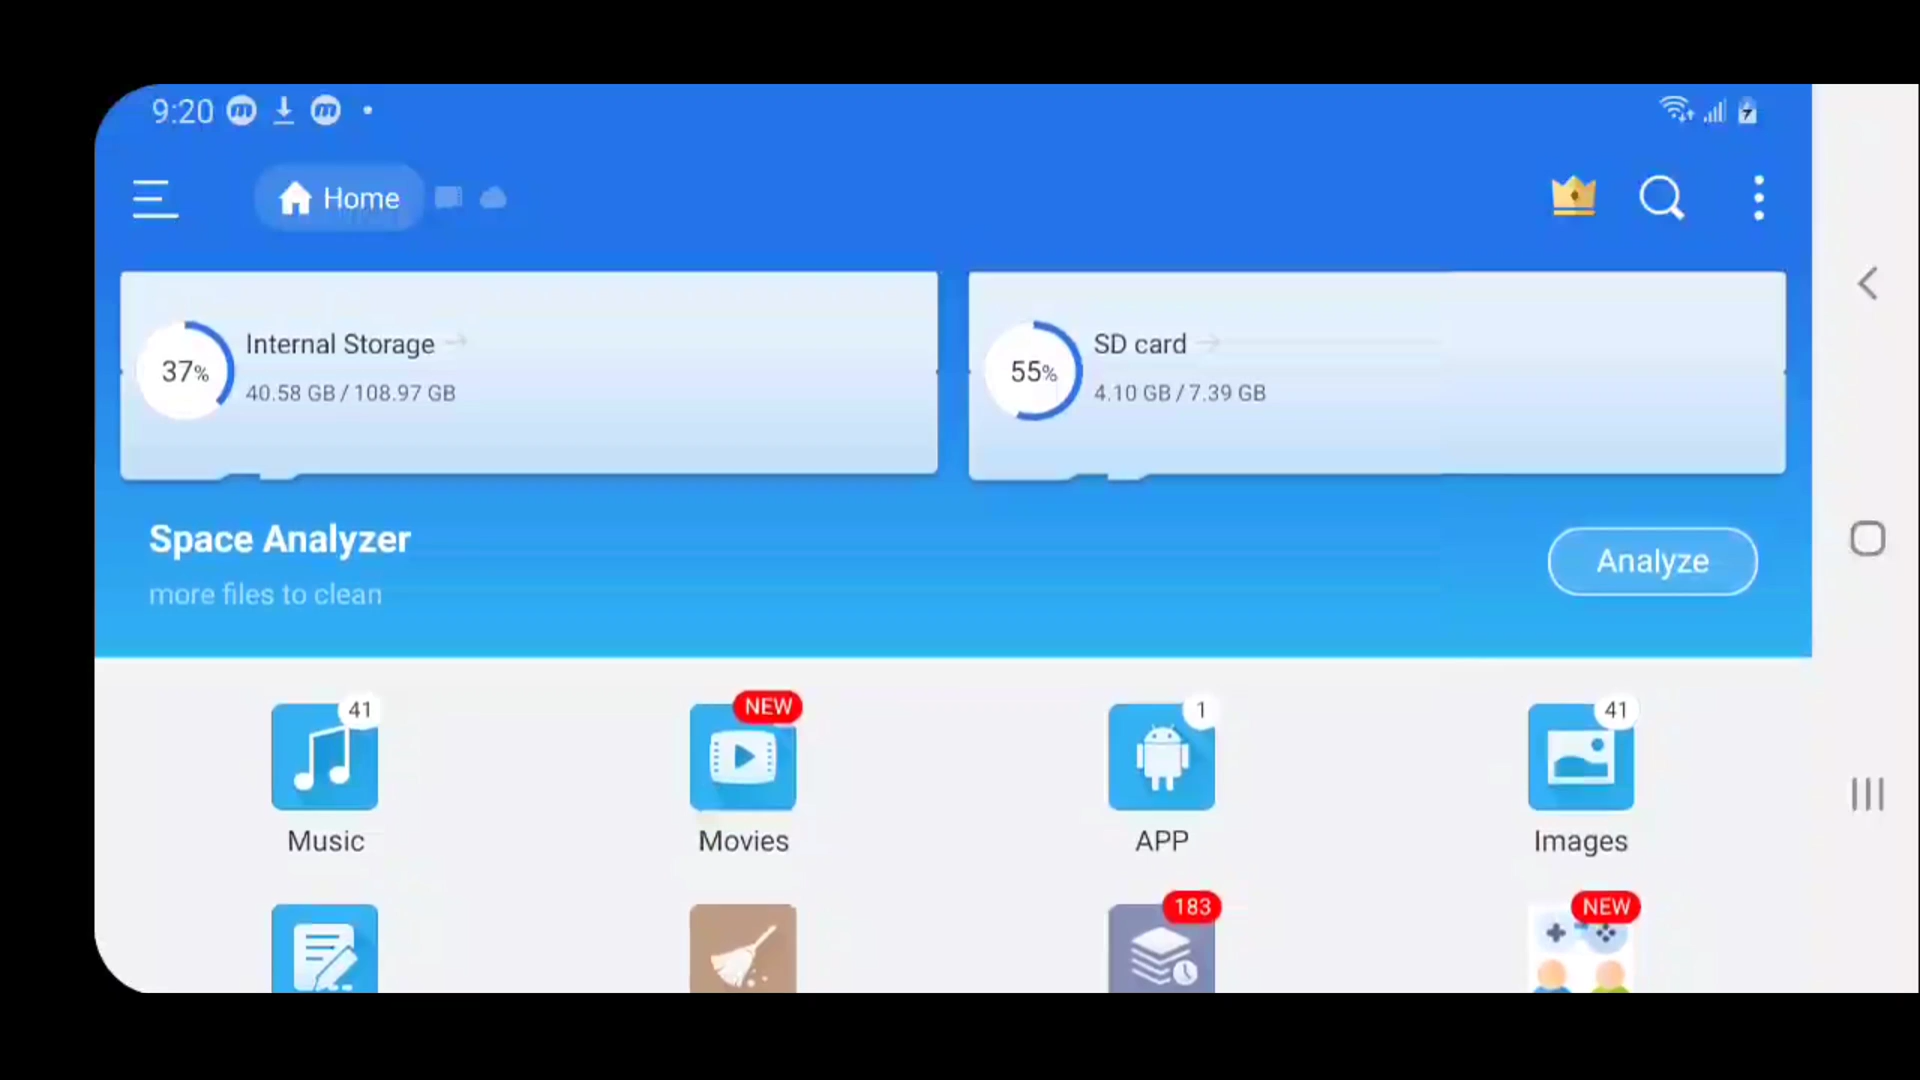 9:20
Home
Internal Storage
37%
40.58 GB / 108.97 GB
SD card
55%
4.10 GB / 7.39 GB
Space Analyzer
more files to clean
Analyze
41
NEW
1
41
Music
Movies
APP
Images
183
NEW